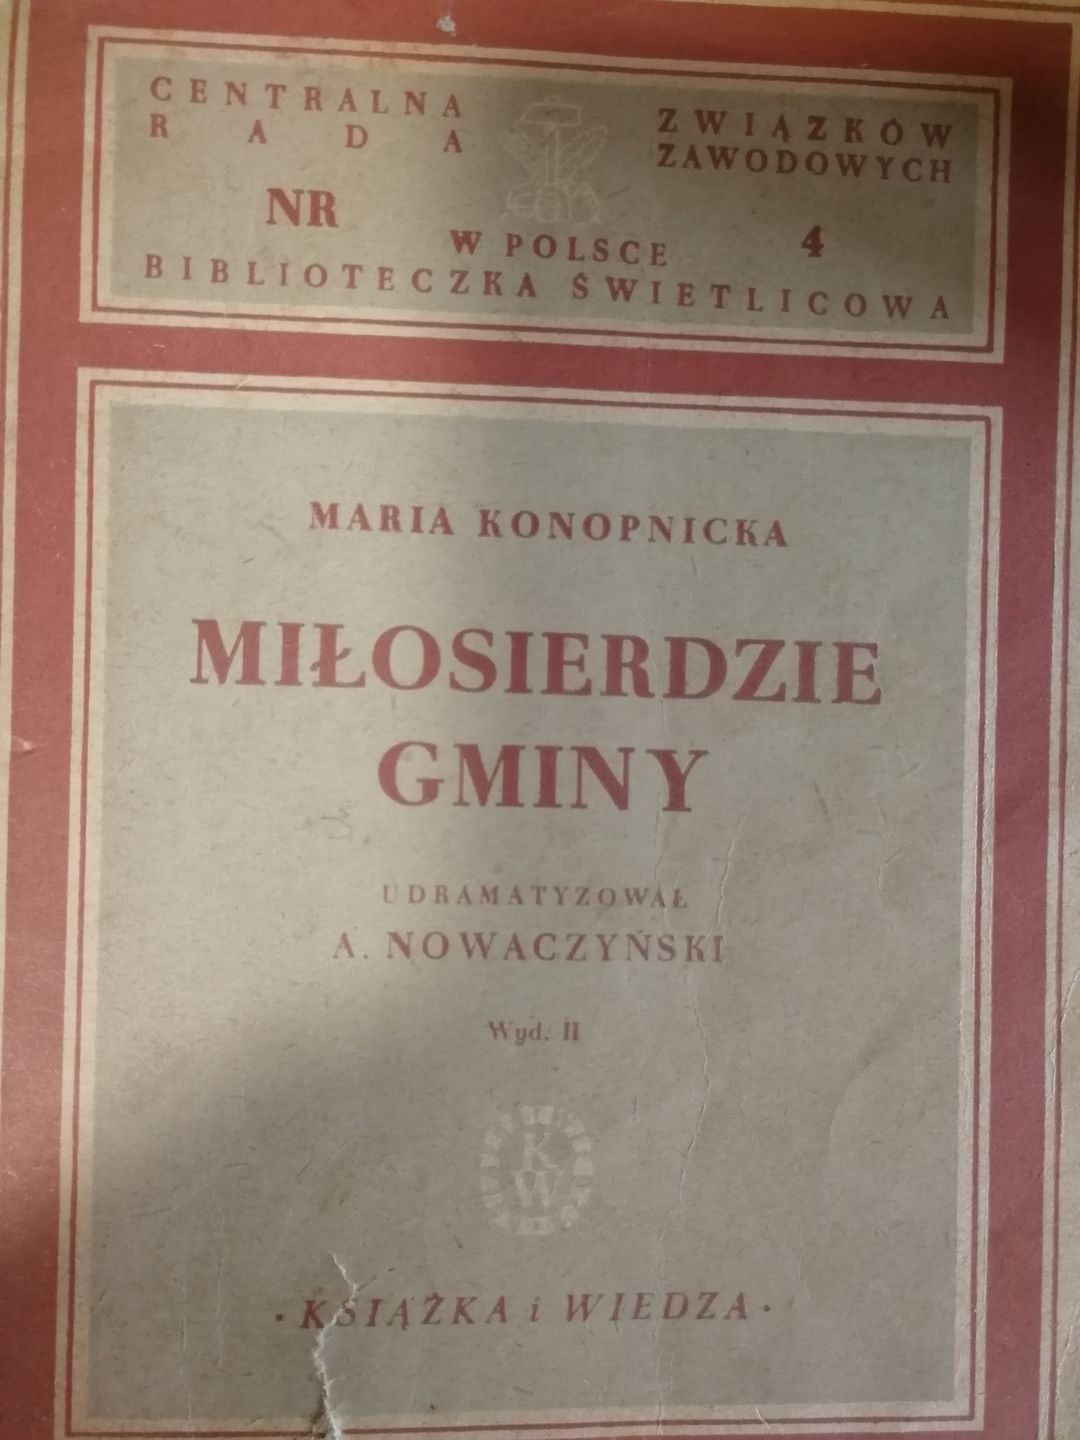 CENTRALNA
RADA
ZWIĄZKÓW
ZAWODOWYCH
NR
4
W POLSCE
BIBLIOTECZKA ŚWIETLICOWA
MARIA KONOPNICKA
MIŁOSIERDZIE
GMINY
UDRAMATYZOWAŁ
A. NOWACZYŃSKI
Wyd. II
K
W
· KSIĄŻKA i WIEDZA ·